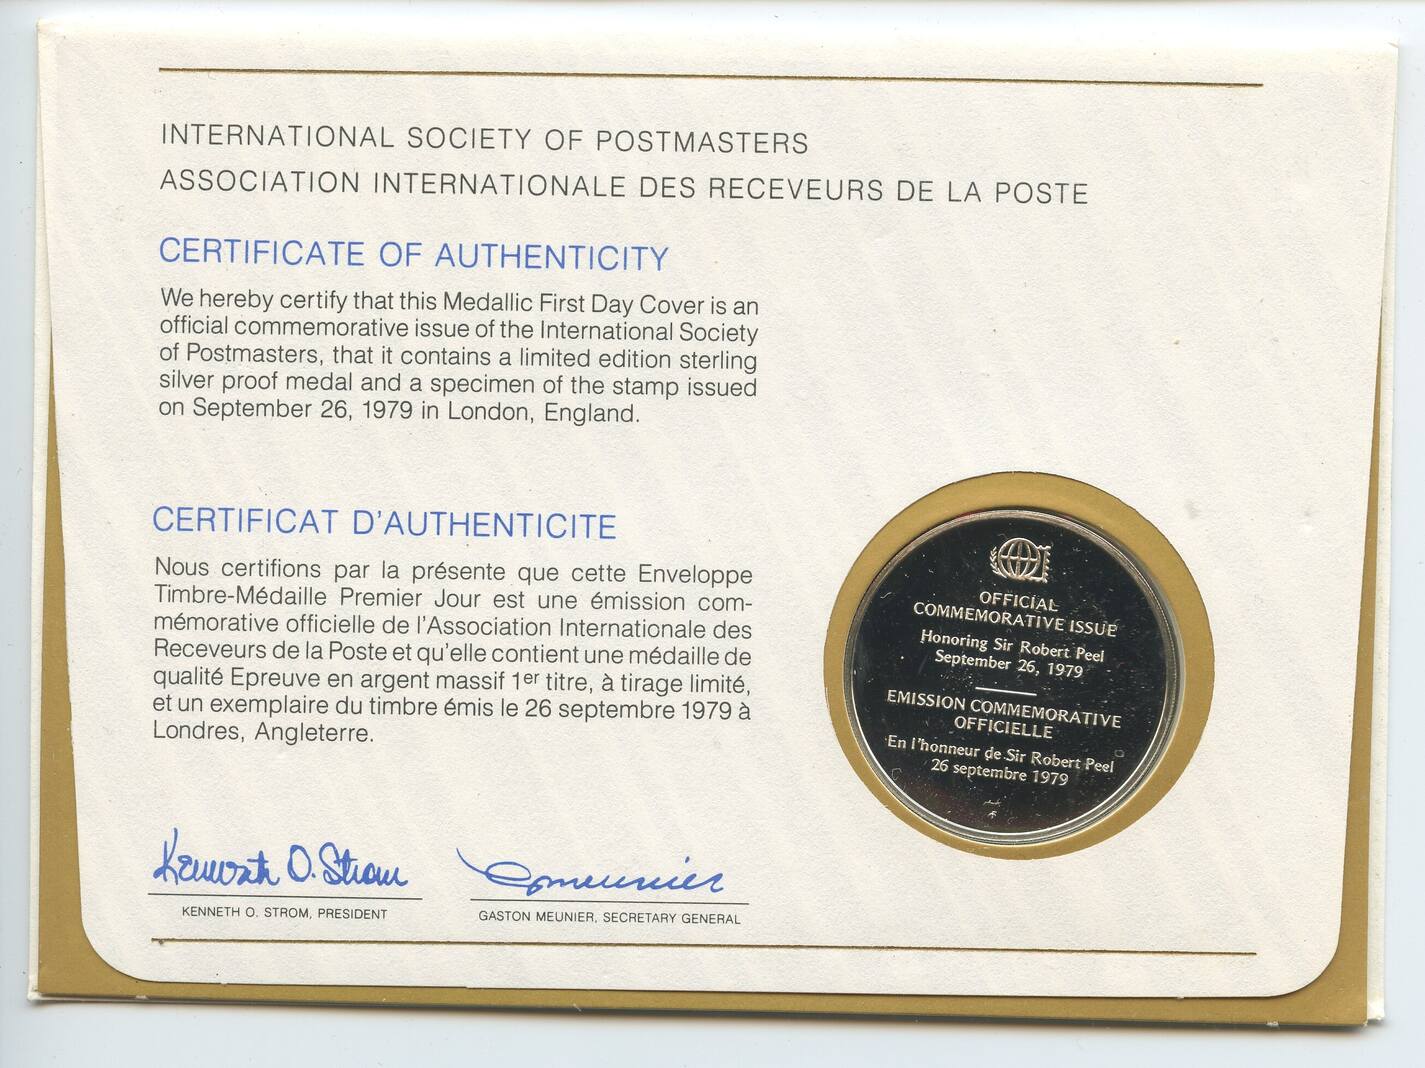 INTERNATIONAL SOCIETY OF POSTMASTERS
ASSOCIATION INTERNATIONALE DES RECEVEURS DE LA POSTE
CERTIFICATE OF AUTHENTICITY
We hereby certify that this Medallic First Day Cover is an
official commemorative issue of the International Society
of Postmasters, that it contains a limited edition sterling
silver proof medal and a specimen of the stamp issued
on September 26, 1979 in London, England.
CERTIFICAT D'AUTHENTICITE
Nous certifions par la présente que cette Enveloppe
Timbre-Médaille Premier Jour est une émission com-
mémorative officielle de l'Association Internationale des
Receveurs de la Poste et qu'elle contient une médaille de
qualité Epreuve en argent massif 1er titre, à tirage limité,
et un exemplaire du timbre émis le 26 septembre 1979 à
Londres, Angleterre.
Kenneth O. Strom
GMeunier
KENNETH O. STROM, PRESIDENT
GASTON MEUNIER, SECRETARY GENERAL
OFFICIAL
COMMEMORATIVE ISSUE
Honoring Sir Robert Peel
September 26, 1979
EMISSION COMMEMORATIVE
OFFICIELLE
En l'honneur de Sir Robert Peel
26 septembre 1979